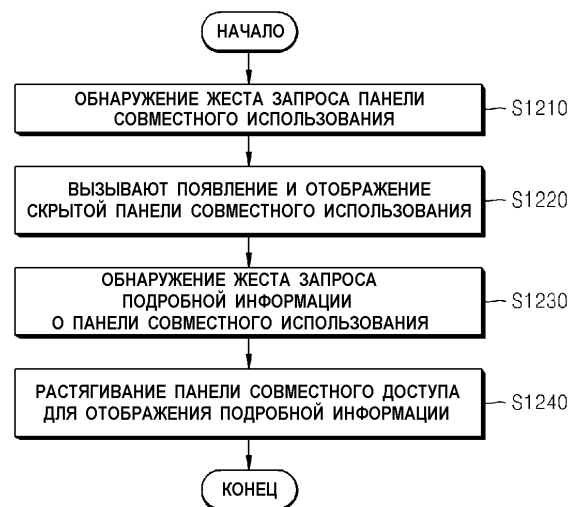 НАЧАЛО
ОБНАРУЖЕНИЕ ЖЕСТА ЗАПРОСА ПАНЕЛИ
СОВМЕСТНОГО ИСПОЛЬЗОВАНИЯ
S1210
ВЫЗЫВАЮТ ПОЯВЛЕНИЕ И ОТОБРАЖЕНИЕ
СКРЫТОЙ ПАНЕЛИ СОВМЕСТНОГО ИСПОЛЬЗОВАНИЯ
S1220
ОБНАРУЖЕНИЕ ЖЕСТА ЗАПРОСА
ПОДРОБНОЙ ИНФОРМАЦИИ
О ПАНЕЛИ СОВМЕСТНОГО ИСПОЛЬЗОВАНИЯ
S1230
РАСТЯГИВАНИЕ ПАНЕЛИ СОВМЕСТНОГО ДОСТУПА
ДЛЯ ОТОБРАЖЕНИЯ ПОДРОБНОЙ ИНФОРМАЦИИ
S1240
КОНЕЦ